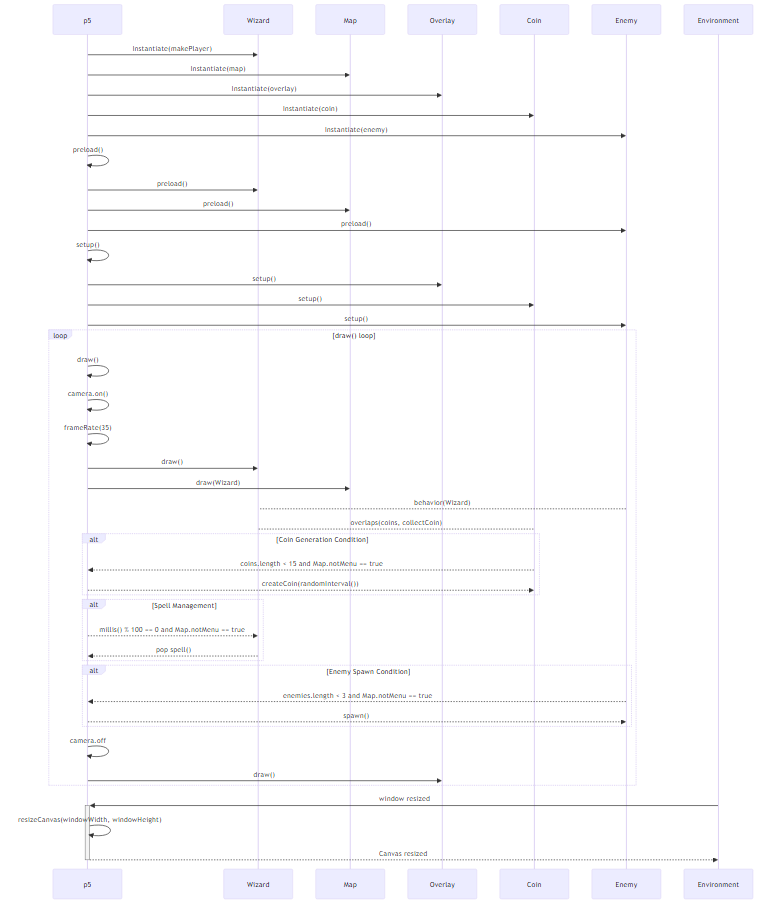 p5 Wizard Map Overlay Coin Enemy Environment
Instantiate(makePlayer)
Instantiate(map)
Instantiate(overlay)
Instantiate(coin)
Instantiate(enemy)
preload()
preload()
preload()
preload()
setup()
setup()
setup()
setup()
loop [draw() loop]
draw()
camera.on()
frameRate(35)
draw()
draw(Wizard)
behavior(Wizard)
overlaps(coins, collectCoin)
alt [Coin Generation Condition]
coins.length < 15 and Map.notMenu == true
createCoin(randomInterval())
alt [Spell Management]
millis() % 100 == 0 and Map.notMenu == true
pop spell()
alt [Enemy Spawn Condition]
enemies.length < 3 and Map.notMenu == true
spawn()
camera.off
draw()
window resized
resizeCanvas(windowWidth, windowHeight)
Canvas resized
p5 Wizard Map Overlay Coin Enemy Environment